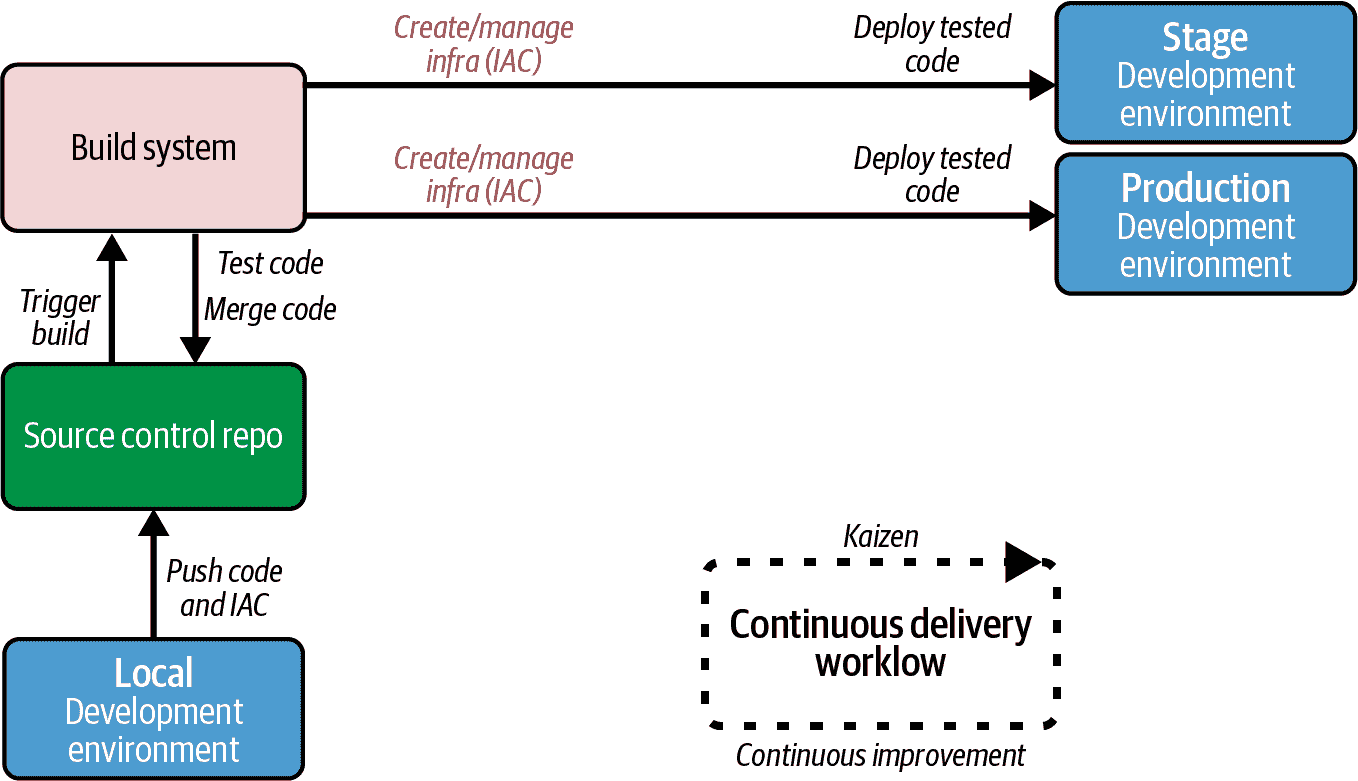 Create/manage
infra (IAC)
Deploy tested
code
Stage
Development
environment
Build system
Create/manage
infra (IAC)
Deploy tested
code
Production
Development
environment
Test code
Merge code
Trigger
build
Source control repo
Push code
and IAC
Local
Development
environment
Kaizen
Continuous delivery
worklow
Continuous improvement